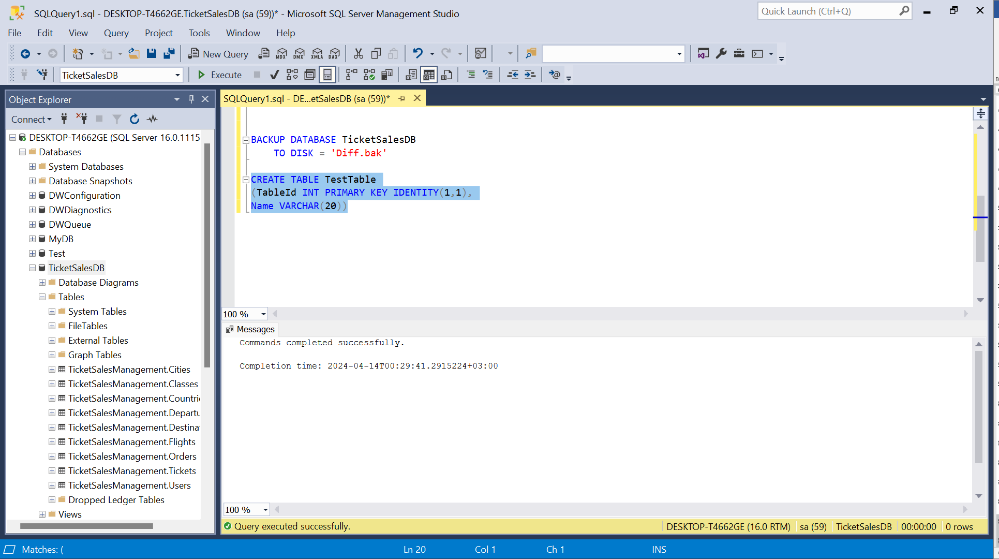 SQLQuery1.sql - DESKTOP-T4662GE.TicketSalesDB (sa (59))* - Microsoft SQL Server Management Studio
Quick Launch (Ctrl+Q)
File Edit View Query Project Tools Window Help
New Query MDX DMX XMLA DAX
TicketSalesDB Execute
Object Explorer
Connect
DESKTOP-T4662GE (SQL Server 16.0.1115
Databases
System Databases
Database Snapshots
DWConfiguration
DWDiagnostics
DWQueue
MyDB
Test
TicketSalesDB
Database Diagrams
Tables
System Tables
FileTables
External Tables
Graph Tables
TicketSalesManagement.Cities
TicketSalesManagement.Classes
TicketSalesManagement.Countrie
TicketSalesManagement.Departu
TicketSalesManagement.Destinat
TicketSalesManagement.Flights
TicketSalesManagement.Orders
TicketSalesManagement.Tickets
TicketSalesManagement.Users
Dropped Ledger Tables
Views
SQLQuery1.sql - DE...etSalesDB (sa (59))*
BACKUP DATABASE TicketSalesDB
TO DISK = 'Diff.bak'
CREATE TABLE TestTable
(TableId INT PRIMARY KEY IDENTITY(1,1),
Name VARCHAR(20))
100 %
Messages
Commands completed successfully.
Completion time: 2024-04-14T00:29:41.2915224+03:00
100 %
Query executed successfully. DESKTOP-T4662GE (16.0 RTM) sa (59) TicketSalesDB 00:00:00 0 rows
Matches: ( Ln 20 Col 1 Ch 1 INS